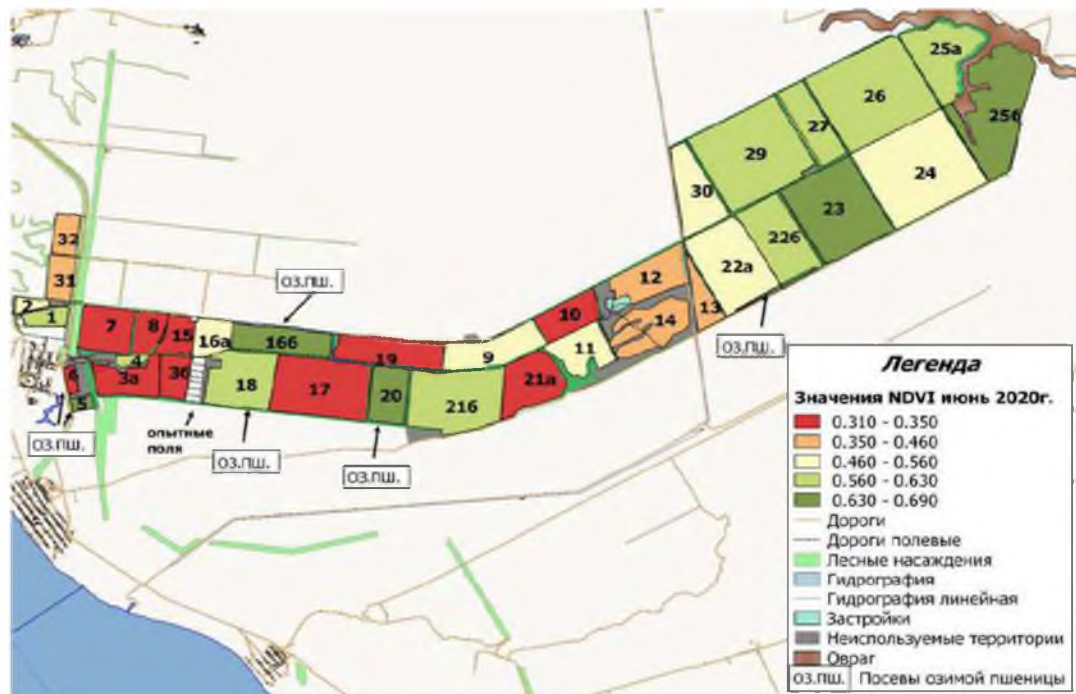 25а
26
27
25б
29
24
30
23
22б
32
22а
12
31
13
оз.пш.
2
1
10
14
7
8
15
16а
16б
19
9
11
оз.пш.
4
6
3а
3б
18
17
20
21б
21а
5
оз.пш.
опытные
поля
оз.пш.
оз.пш.
Легенда
Значения NDVI июнь 2020г.
0.310 - 0.350
0.350 - 0.460
0.460 - 0.560
0.560 - 0.630
0.630 - 0.690
Дороги
Дороги полевые
Лесные насаждения
Гидрография
Гидрография линейная
Застройки
Неиспользуемые территории
Овраг
оз.пш. Посевы озимой пшеницы